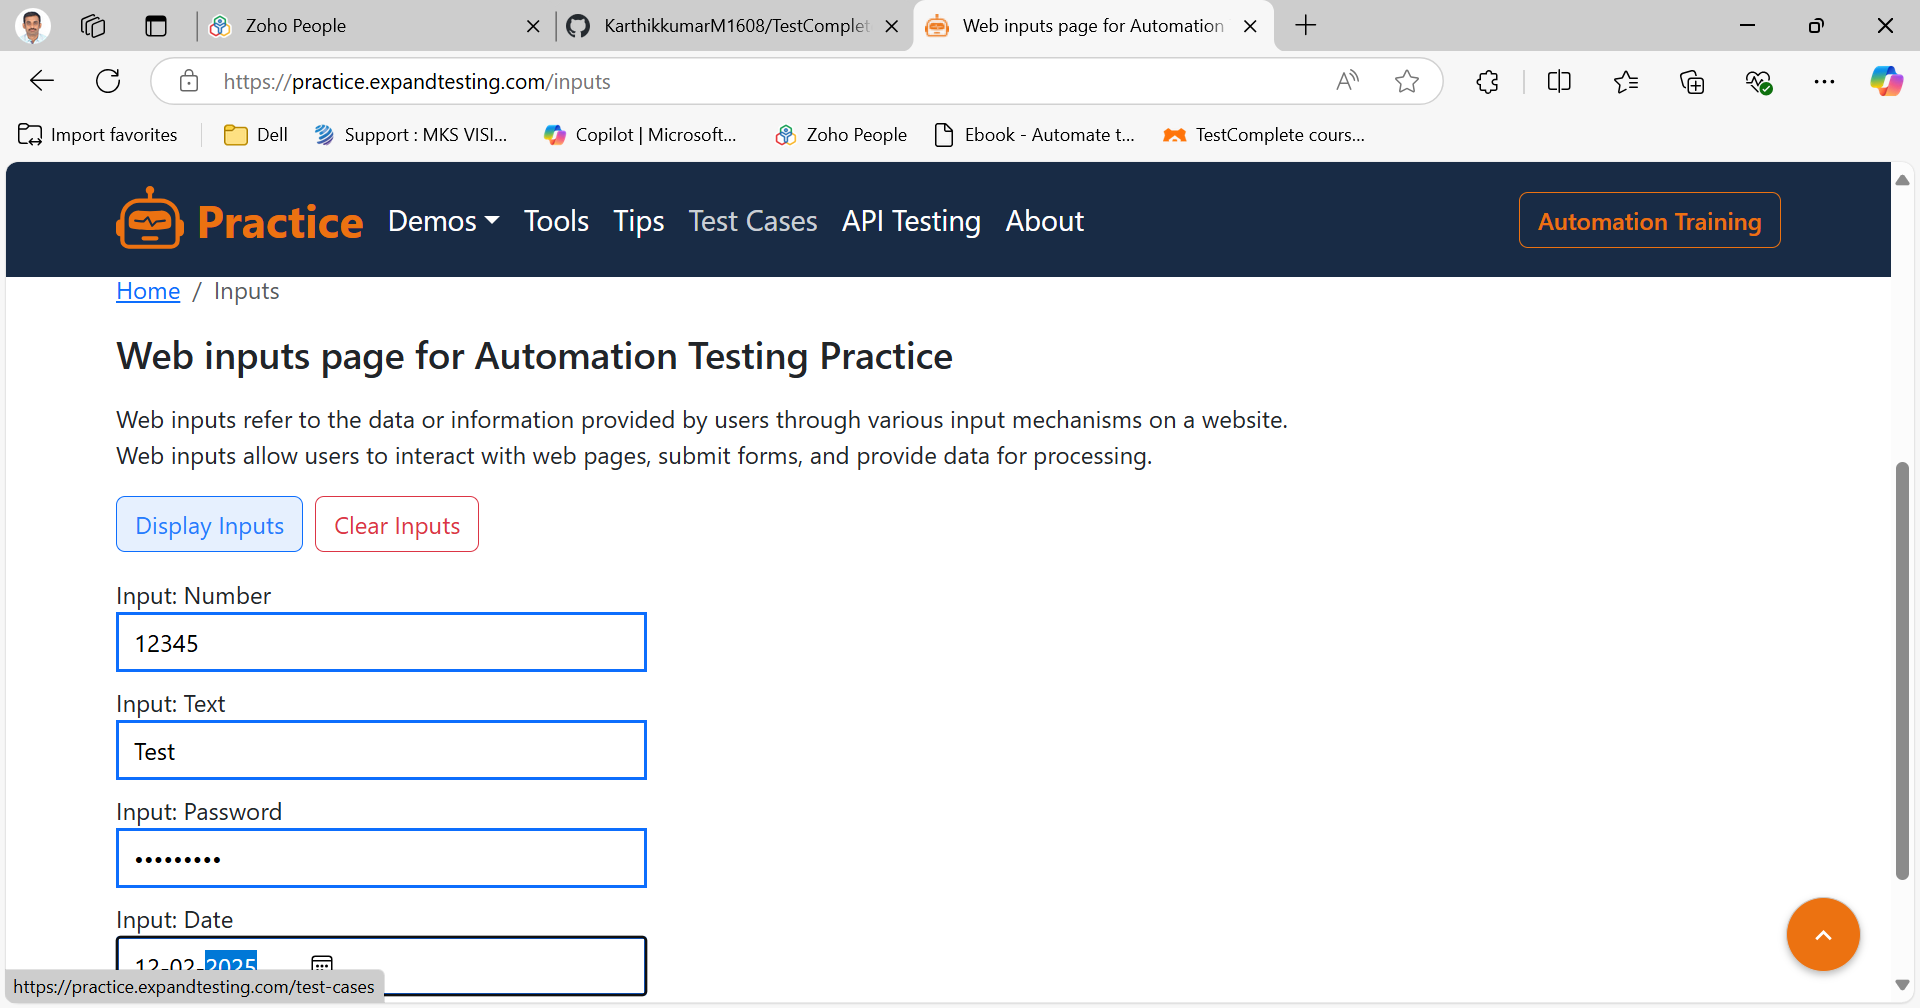 Zoho People
KarthikkumarM1608/TestComplet
Web inputs page for Automation
https://practice.expandtesting.com/inputs
Import favorites
Dell
Support : MKS VISI...
Copilot | Microsoft...
Zoho People
Ebook - Automate t...
TestComplete cours...
Practice
Demos
Tools
Tips
Test Cases
API Testing
About
Automation Training
Home / Inputs
Web inputs page for Automation Testing Practice
Web inputs refer to the data or information provided by users through various input mechanisms on a website.
Web inputs allow users to interact with web pages, submit forms, and provide data for processing.
Display Inputs
Clear Inputs
Input: Number
12345
Input: Text
Test
Input: Password
•••••••••
Input: Date
12-02-2025
https://practice.expandtesting.com/test-cases